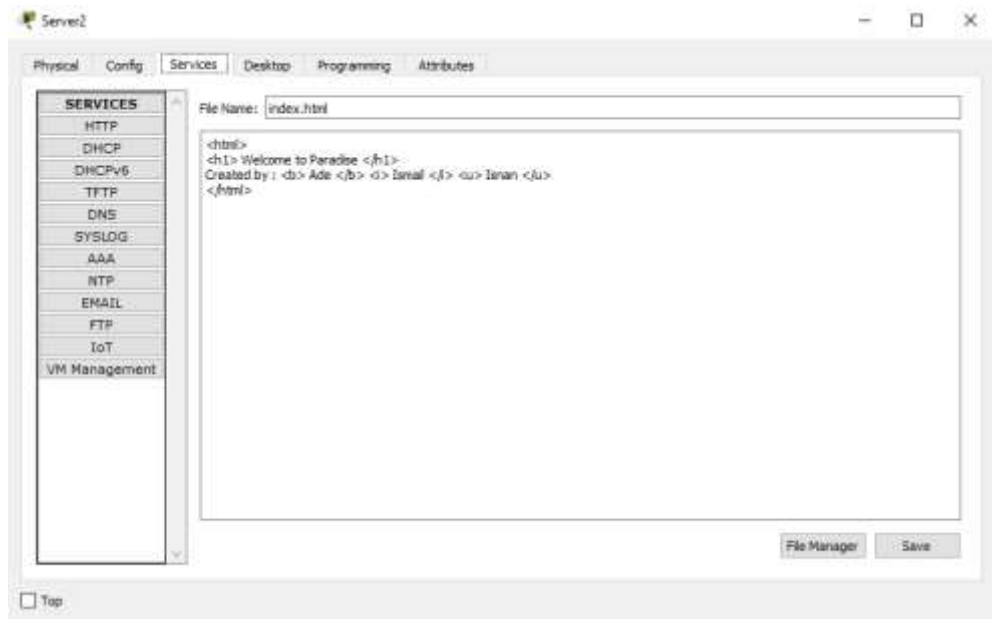 Server2
Physical Config Services Desktop Programming Attributes
SERVICES
HTTP
DHCP
DHCPv6
TFTP
DNS
SYSLOG
AAA
NTP
EMAIL
FTP
IoT
VM Management
File Name: index.html
<html>
<h1> Welcome to Paradise </h1>
Created by : <b> Ade </b> <i> Ismail </i> <u> Isnan </u>
</html>
File Manager Save
Top